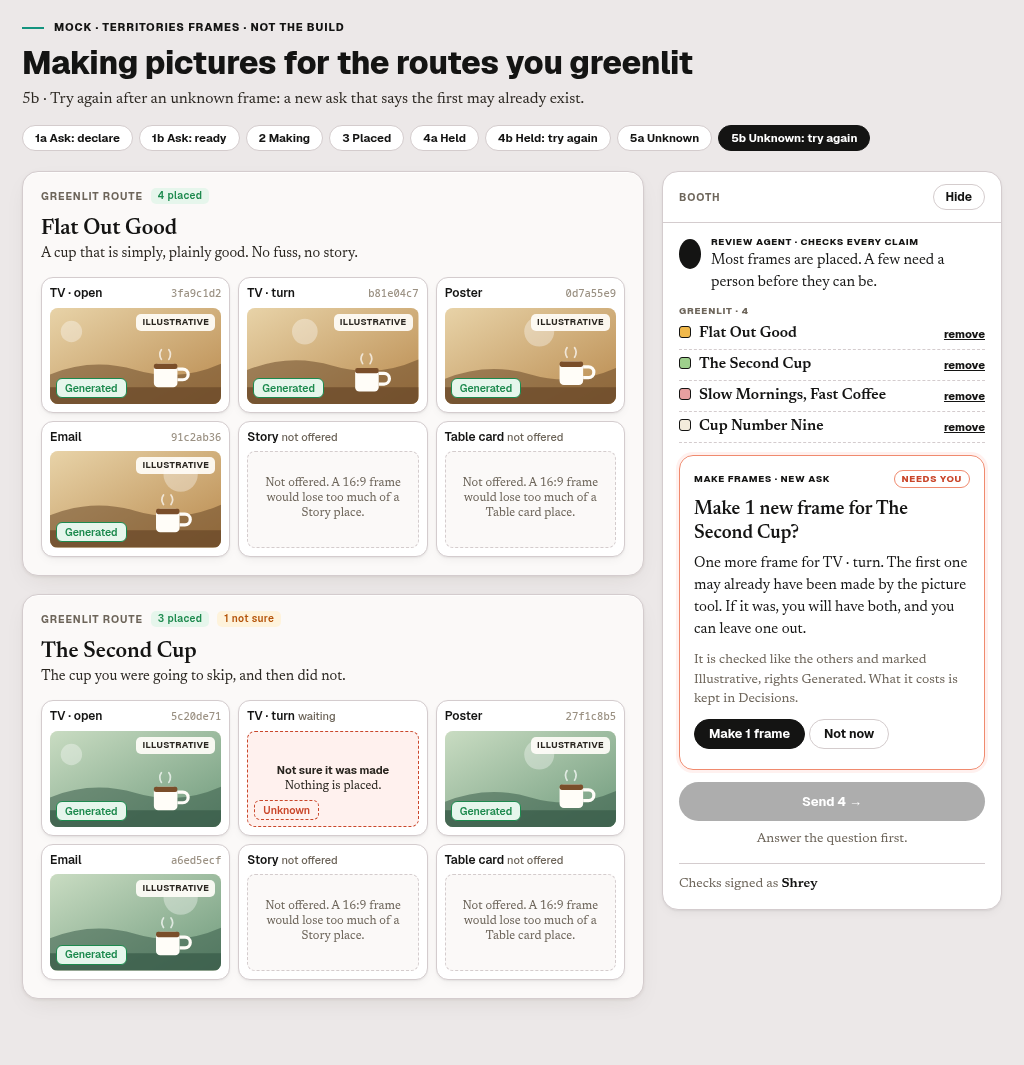 MOCK · TERRITORIES FRAMES · NOT THE BUILD
Making pictures for the routes you greenlit
5b · Try again after an unknown frame: a new ask that says the first may already exist.
1a Ask: declare
1b Ask: ready
2 Making
3 Placed
4a Held
4b Held: try again
5a Unknown
5b Unknown: try again
GREENLIT ROUTE 4 placed
Flat Out Good
A cup that is simply, plainly good. No fuss, no story.
TV · open 3fa9c1d2
ILLUSTRATIVE
Generated
TV · turn b81e04c7
ILLUSTRATIVE
Generated
Poster 0d7a55e9
ILLUSTRATIVE
Generated
Email 91c2ab36
ILLUSTRATIVE
Generated
Story not offered
Not offered. A 16:9 frame
would lose too much of a
Story place.
Table card not offered
Not offered. A 16:9 frame
would lose too much of a
Table card place.
GREENLIT ROUTE 3 placed 1 not sure
The Second Cup
The cup you were going to skip, and then did not.
TV · open 5c20de71
ILLUSTRATIVE
Generated
TV · turn waiting
Not sure it was made
Nothing is placed.
Unknown
Poster 27f1c8b5
ILLUSTRATIVE
Generated
Email a6ed5ecf
ILLUSTRATIVE
Generated
Story not offered
Not offered. A 16:9 frame
would lose too much of a
Story place.
Table card not offered
Not offered. A 16:9 frame
would lose too much of a
Table card place.
BOOTH
Hide
REVIEW AGENT · CHECKS EVERY CLAIM
Most frames are placed. A few need a
person before they can be.
GREENLIT · 4
Flat Out Good remove
The Second Cup remove
Slow Mornings, Fast Coffee remove
Cup Number Nine remove
MAKE FRAMES · NEW ASK NEEDS YOU
Make 1 new frame for The
Second Cup?
One more frame for TV · turn. The first one
may already have been made by the picture
tool. If it was, you will have both, and you
can leave one out.
It is checked like the others and marked
Illustrative, rights Generated. What it costs is
kept in Decisions.
Make 1 frame
Not now
Send 4 →
Answer the question first.
Checks signed as Shrey